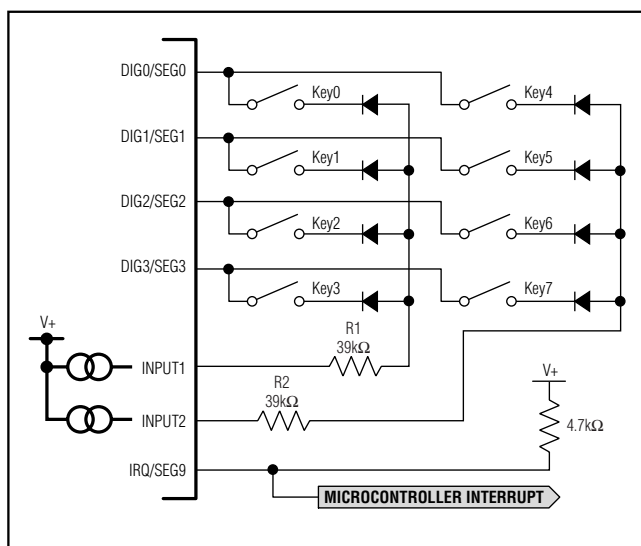 DIG0/SEG0
Key0
Key4
DIG1/SEG1
Key1
Key5
DIG2/SEG2
Key2
Key6
DIG3/SEG3
Key3
Key7
V+
R1
39kΩ
INPUT1
R2
39kΩ
V+
INPUT2
4.7kΩ
IRQ/SEG9
MICROCONTROLLER INTERRUPT